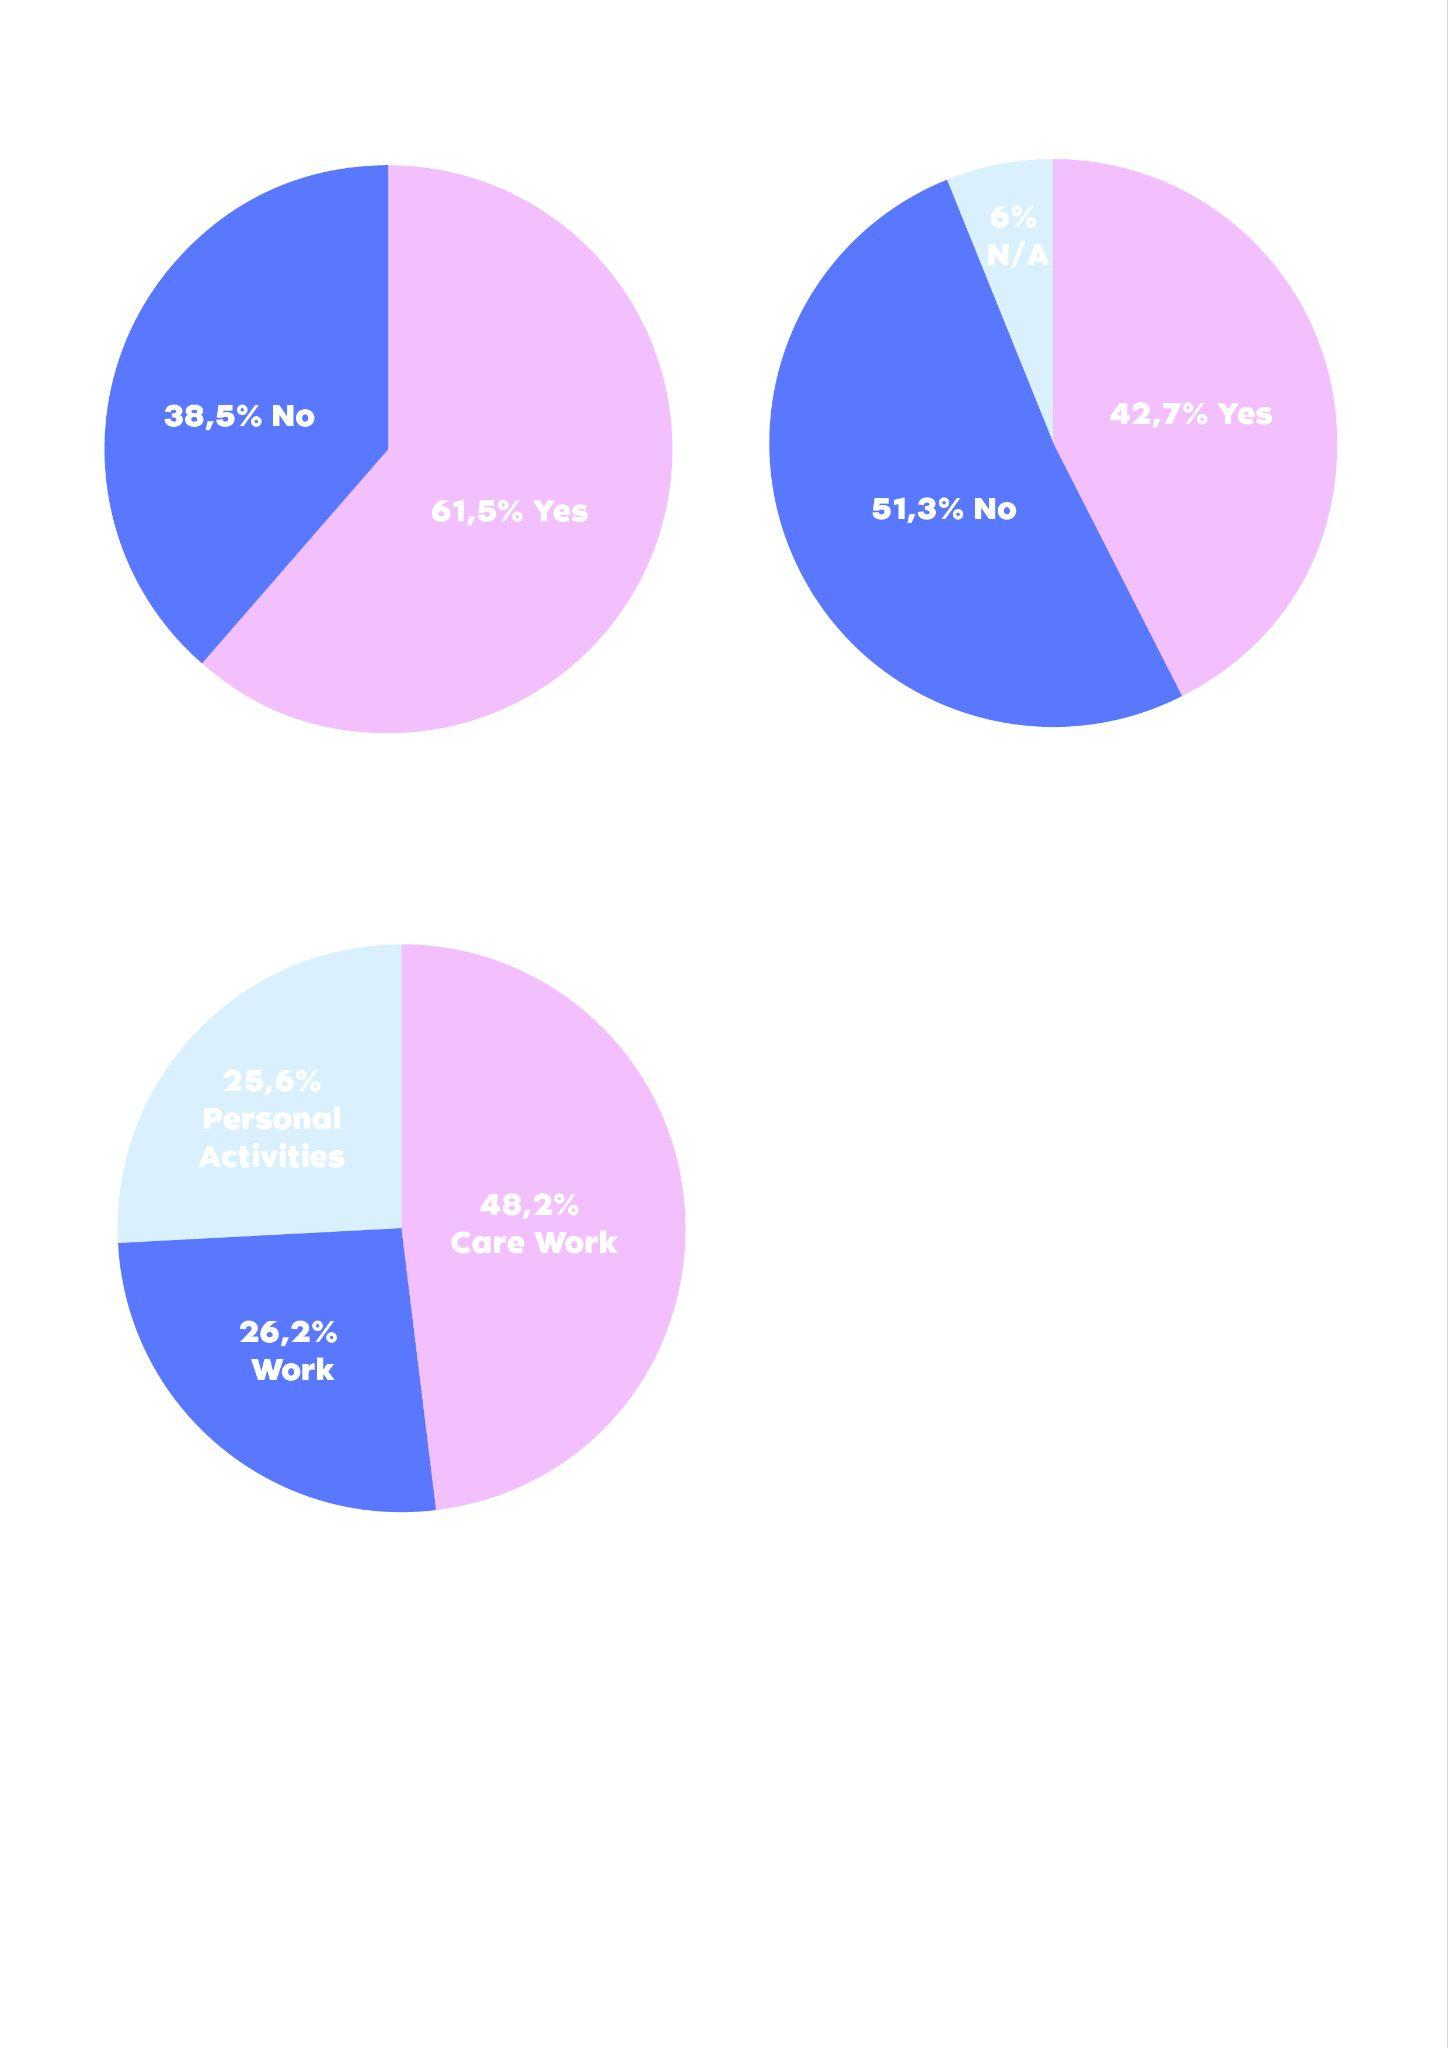 38,5% No
61,5% Yes
6%
N/A
42,7% Yes
51,3% No
25,6%
Personal
Activities
48,2%
Care Work
26,2%
Work